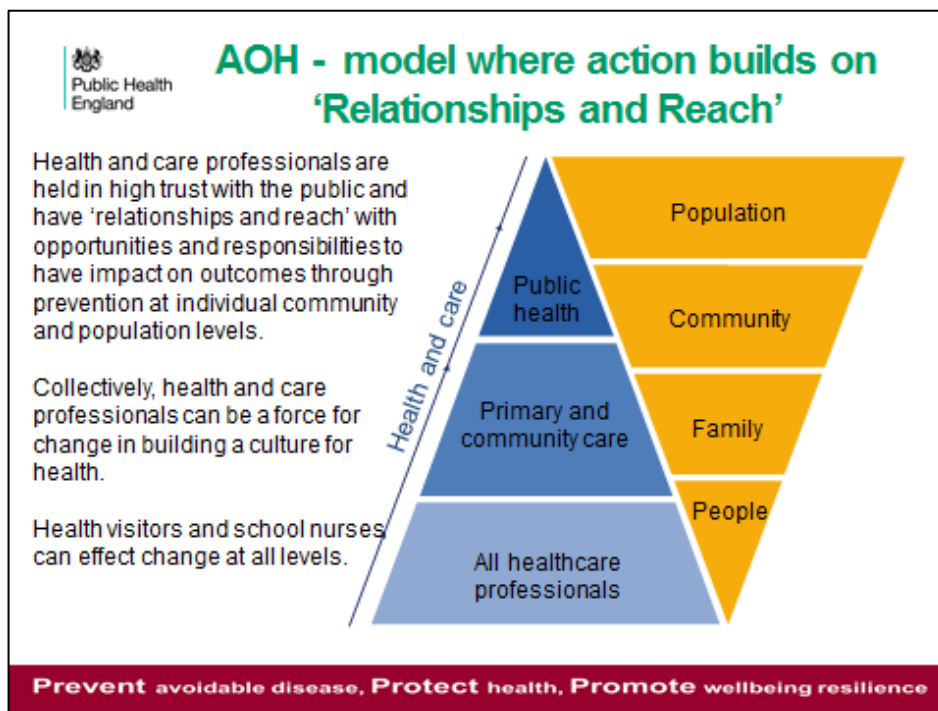 Public Health
England
AOH - model where action builds on
‘Relationships and Reach’
Health and care professionals are
held in high trust with the public and
have ‘relationships and reach’ with
opportunities and responsibilities to
have impact on outcomes through
prevention at individual community
and population levels.
Collectively, health and care
professionals can be a force for
change in building a culture for
health.
Health visitors and school nurses
can effect change at all levels.
Health and care
Public
health
Primary and
community care
All healthcare
professionals
Population
Community
Family
People
Prevent avoidable disease, Protect health, Promote wellbeing resilience